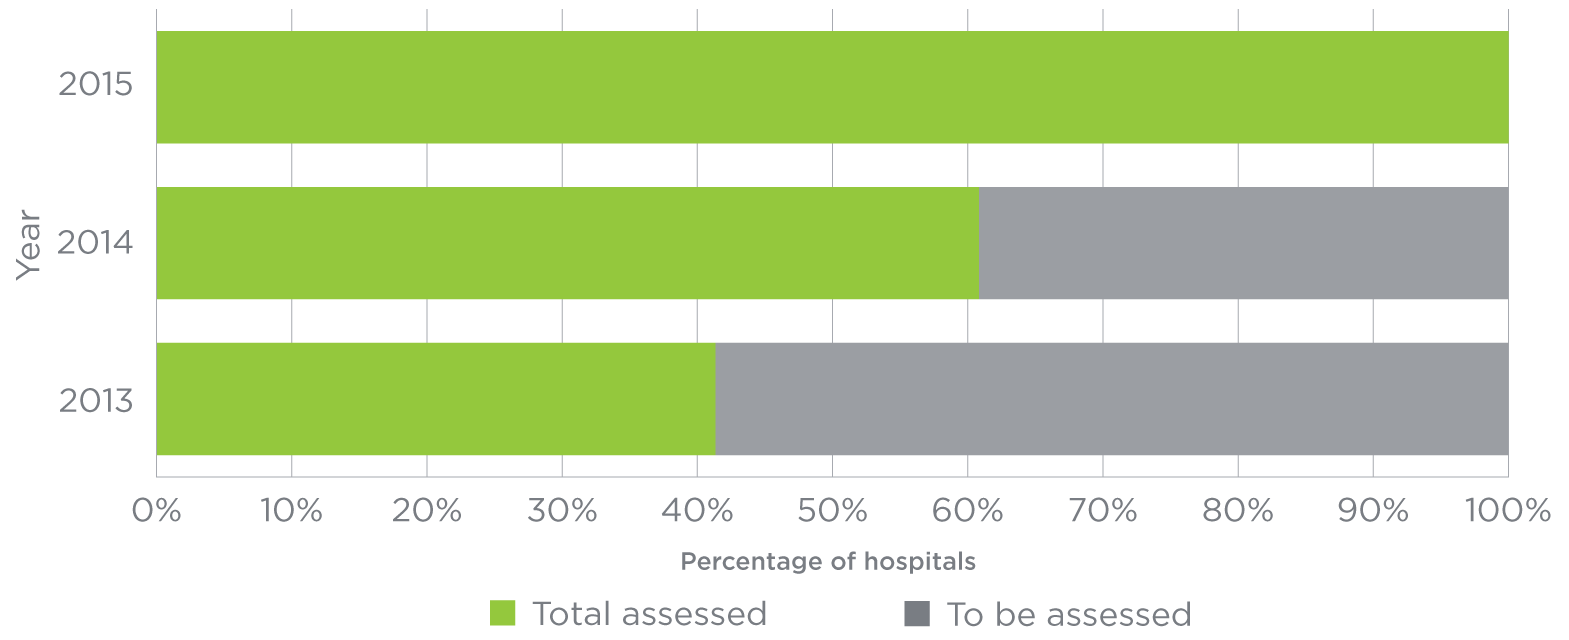 2015
2014
2013
Year
0% 10% 20% 30% 40% 50% 60% 70% 80% 90% 100%
Percentage of hospitals
Total assessed To be assessed